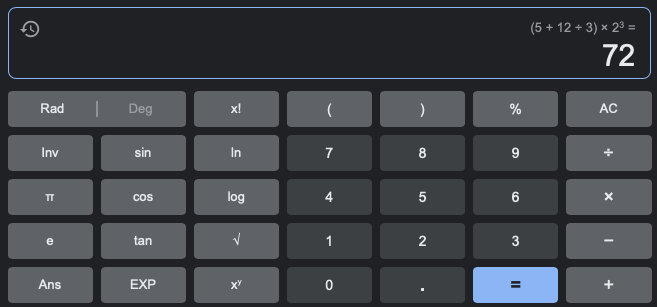 (5 + 12 ÷ 3) × 2³ =
72
Rad | Deg x! ( ) % AC
Inv sin ln 7 8 9 ÷
π cos log 4 5 6 ×
e tan √ 1 2 3 −
Ans EXP xʸ 0 . = +